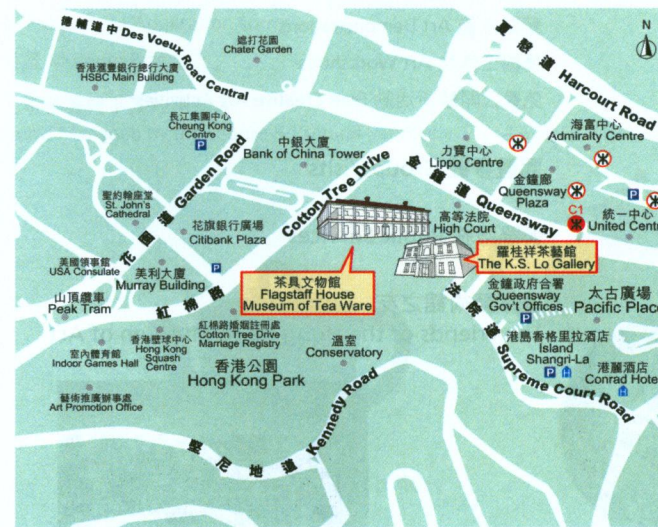 德輔道中 Des Voeux Road Central
遮打花園
Chater Garden
夏慤道 Harcourt Road
N
香港滙豐銀行總行大廈
HSBC Main Building
長江集團中心
Cheung Kong
Centre
P
中銀大廈
Bank of China Tower
力寶中心
Lippo Centre
海富中心
Admiralty Centre
金鐘廊
Queensway
Plaza
P
花園道 Garden Road
Cotton Tree Drive
金鐘道 Queensway
C1
統一中心
United Centre
聖約翰座堂
St. John's
Cathedral
花旗銀行廣場
Citibank Plaza
高等法院
High Court
羅桂祥茶藝館
The K.S. Lo Gallery
美國領事館
USA Consulate
美利大廈
Murray Building
P
茶具文物館
Flagstaff House
Museum of Tea Ware
金鐘政府合署
Queensway
Gov't Offices
P
太古廣場
Pacific Place
山頂纜車
Peak Tram
紅棉路
室內體育館
Indoor Games Hall
香港壁球中心
Hong Kong
Squash
Centre
紅棉路婚姻註冊處
Cotton Tree Drive
Marriage Registry
溫室
Conservatory
香港公園
Hong Kong Park
港島香格里拉酒店
Island
Shangri-La
P H
港麗酒店
Conrad Hotel
H
藝術推廣辦事處
Art Promotion Office
法院道 Supreme Court Road
堅尼地道 Kennedy Road